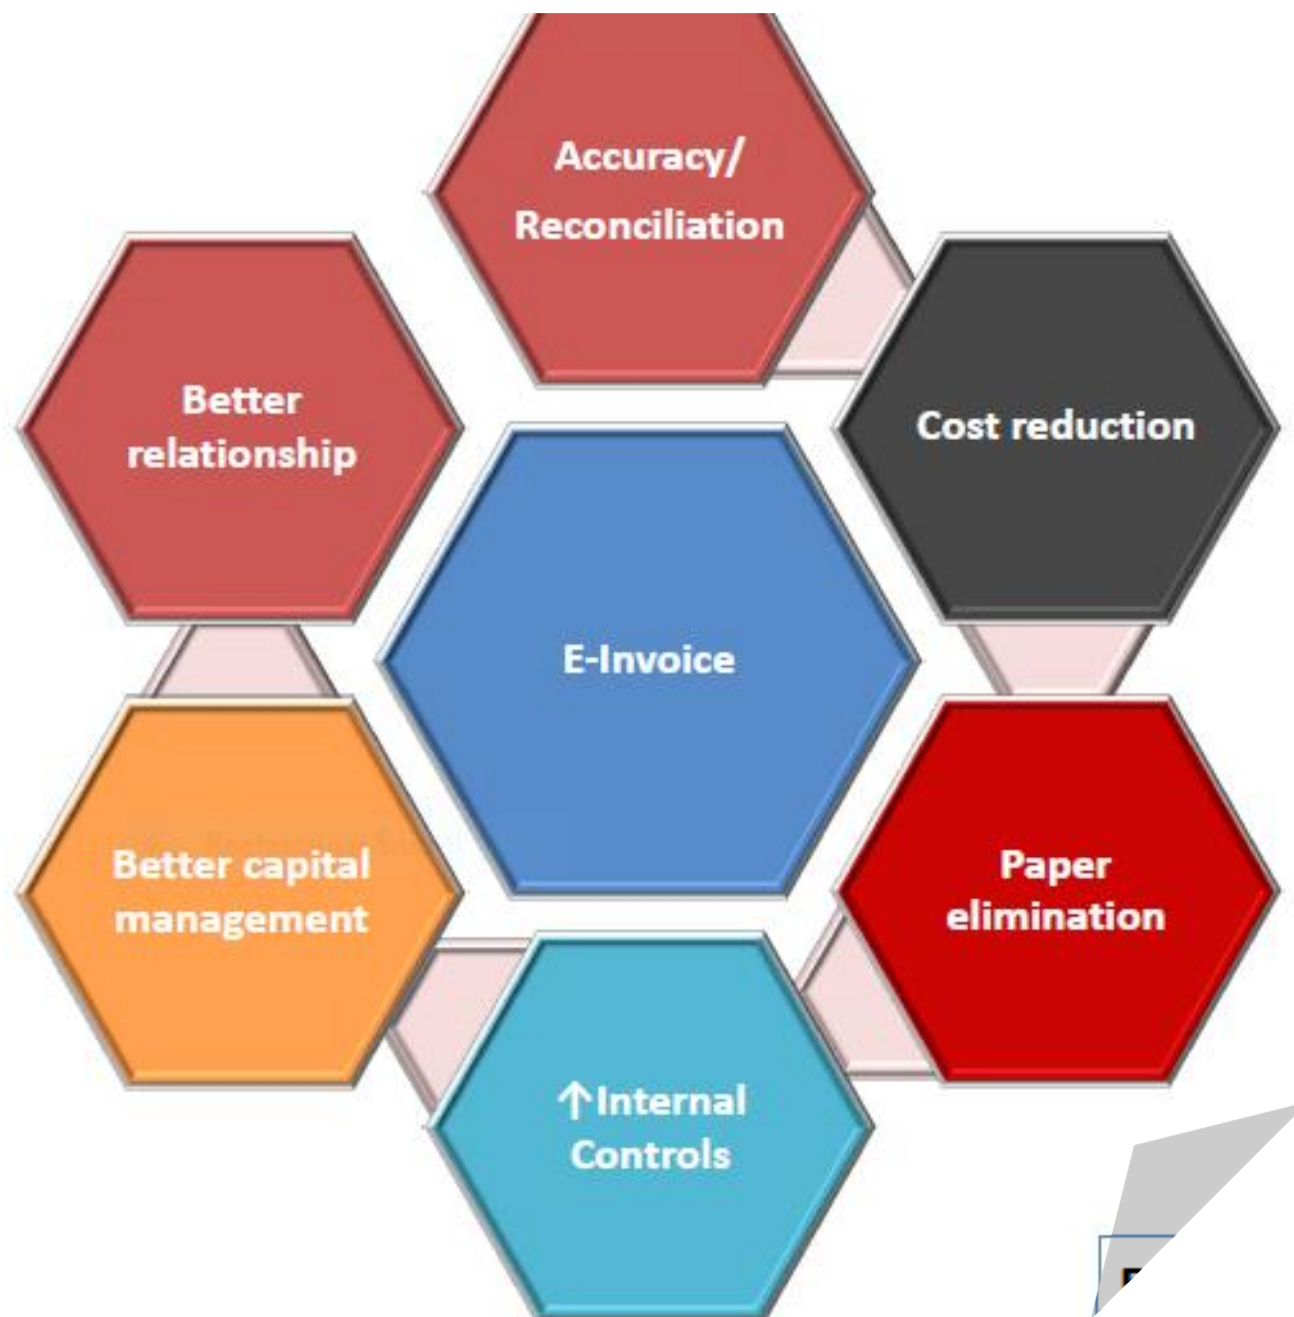 Accuracy/
Reconciliation
Better
relationship
Cost reduction
E-Invoice
Better capital
management
Paper
elimination
↑Internal
Controls